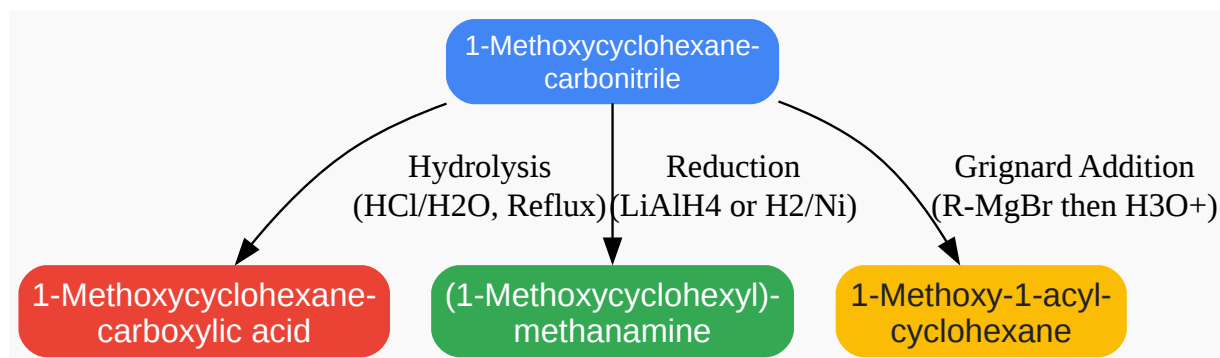 1-Methoxycyclohexane-
carbonitrile
Hydrolysis
(HCl/H2O, Reflux)
Reduction
(LiAlH4 or H2/Ni)
Grignard Addition
(R-MgBr then H3O+)
1-Methoxycyclohexane-
carboxylic acid
(1-Methoxycyclohexyl)-
methanamine
1-Methoxy-1-acyl-
cyclohexane